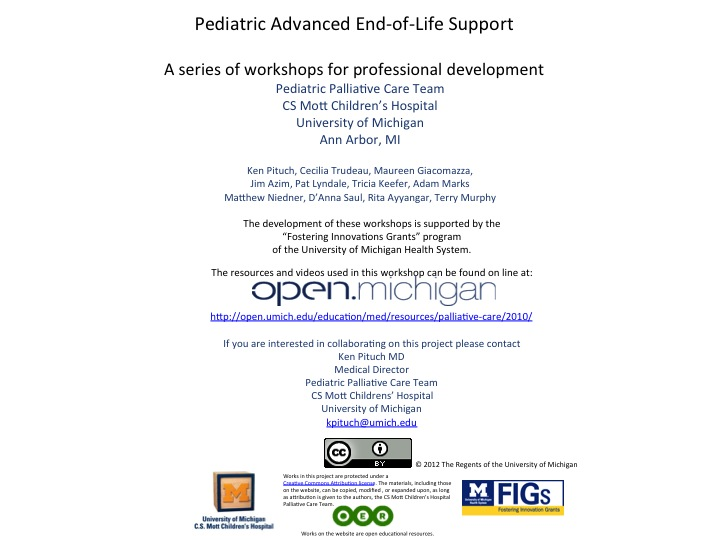 Pediatric Advanced End-of-Life Support
A series of workshops for professional development
Pediatric Palliative Care Team
CS Mott Children's Hospital
University of Michigan
Ann Arbor, MI
Ken Pituch, Cecilia Trudeau, Maureen Giacomazza,
Jim Azim, Pat Lyndale, Tricia Keefer, Adam Marks
Matthew Niedner, D'Anna Saul, Rita Ayyangar, Terry Murphy
The development of these workshops is supported by the
“Fostering Innovations Grants” program
of the University of Michigan Health System.
The resources and videos used in this workshop can be found on line at:
open.michigan
http://open.umich.edu/education/med/resources/palliative-care/2010/
If you are interested in collaborating on this project please contact
Ken Pituch MD
Medical Director
Pediatric Palliative Care Team
CS Mott Childrens' Hospital
University of Michigan
kpituch@umich.edu
cc
BY
© 2012 The Regents of the University of Michigan
Works in this project are protected under a
Creative Commons Attribution license. The materials, including those
on the website, can be copied, modified , or expanded upon, as long
as attribution is given to the authors, the CS Mott Children's Hospital
Palliative Care Team.
M
University of Michigan
C.S. Mott Children's Hospital
OER
M
FIGs
Fostering Innovation Grants
Works on the website are open educational resources.